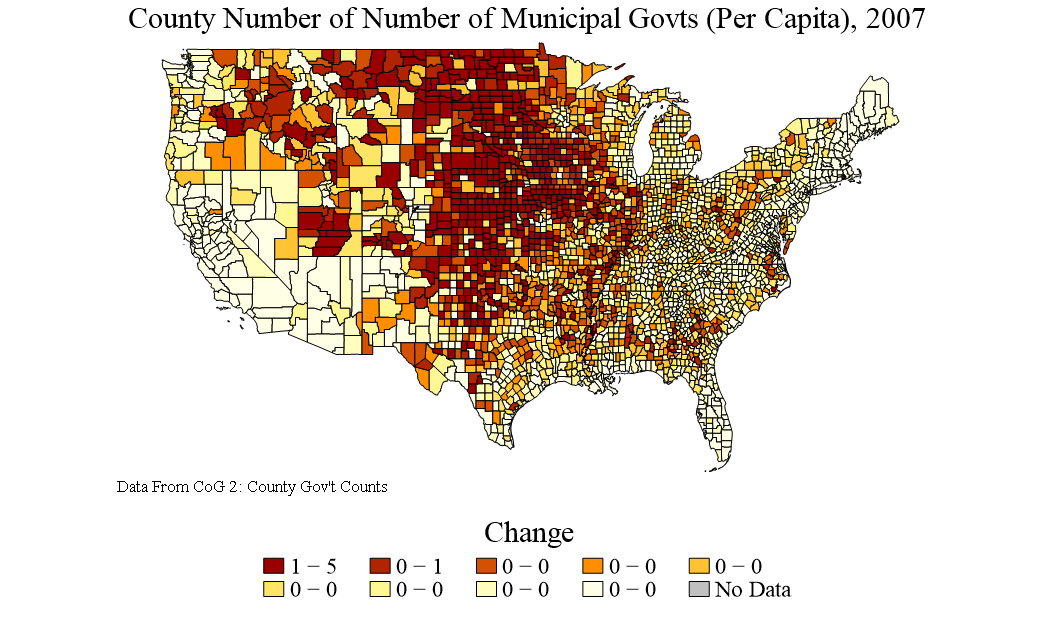 County Number of Number of Municipal Govts (Per Capita), 2007
Data From CoG 2: County Gov't Counts
Change
1 − 5 0 − 1 0 − 0 0 − 0 0 − 0
0 − 0 0 − 0 0 − 0 0 − 0 No Data